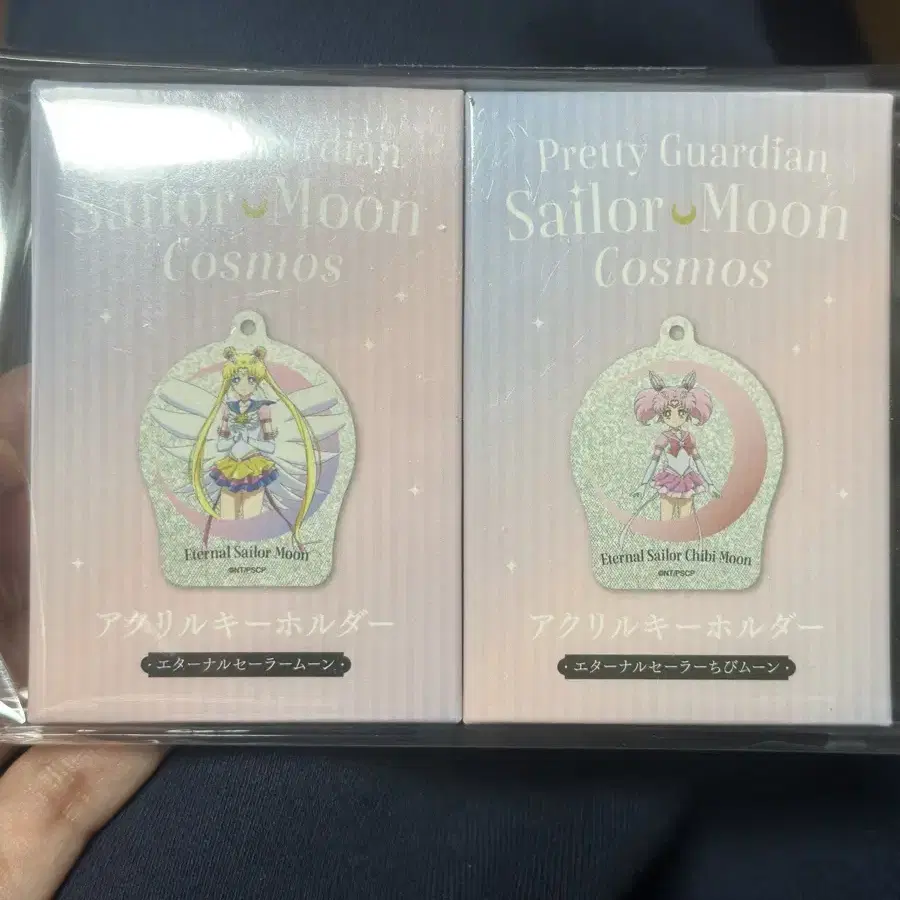 Guardian
Sailor Moon
Cosmos
Eternal Sailor Moon
©NT/PSCP
アクリルキーホルダー
・エターナルセーラームーン・
Pretty Guardian
Sailor Moon
Cosmos
Eternal Sailor Chibi Moon
©NT/PSCP
アクリルキーホルダー
・エターナルセーラーちびムーン・